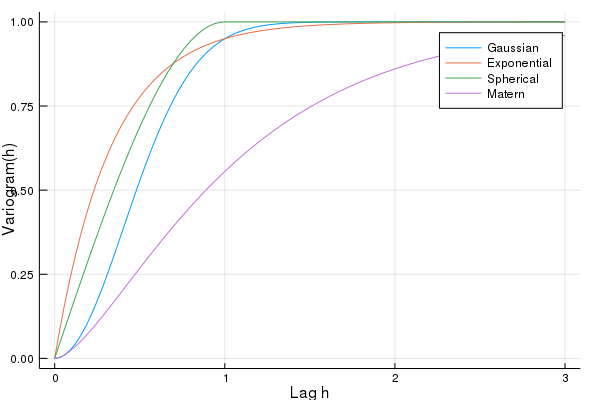 1.00
0.75
0.50
0.25
0.00
Variogram(h)
Gaussian
Exponential
Spherical
Matern
0
1
2
3
Lag h